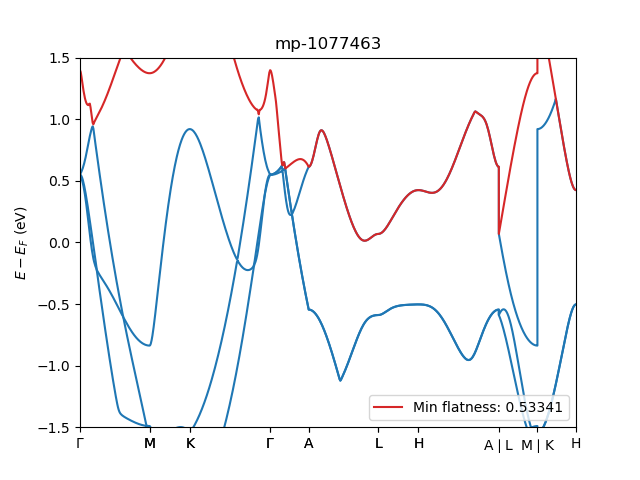 mp-1077463
E − E_F (eV)
1.5
1.0
0.5
0.0
−0.5
−1.0
−1.5
Min flatness: 0.53341
Γ M K Γ A L H A | L M | K H